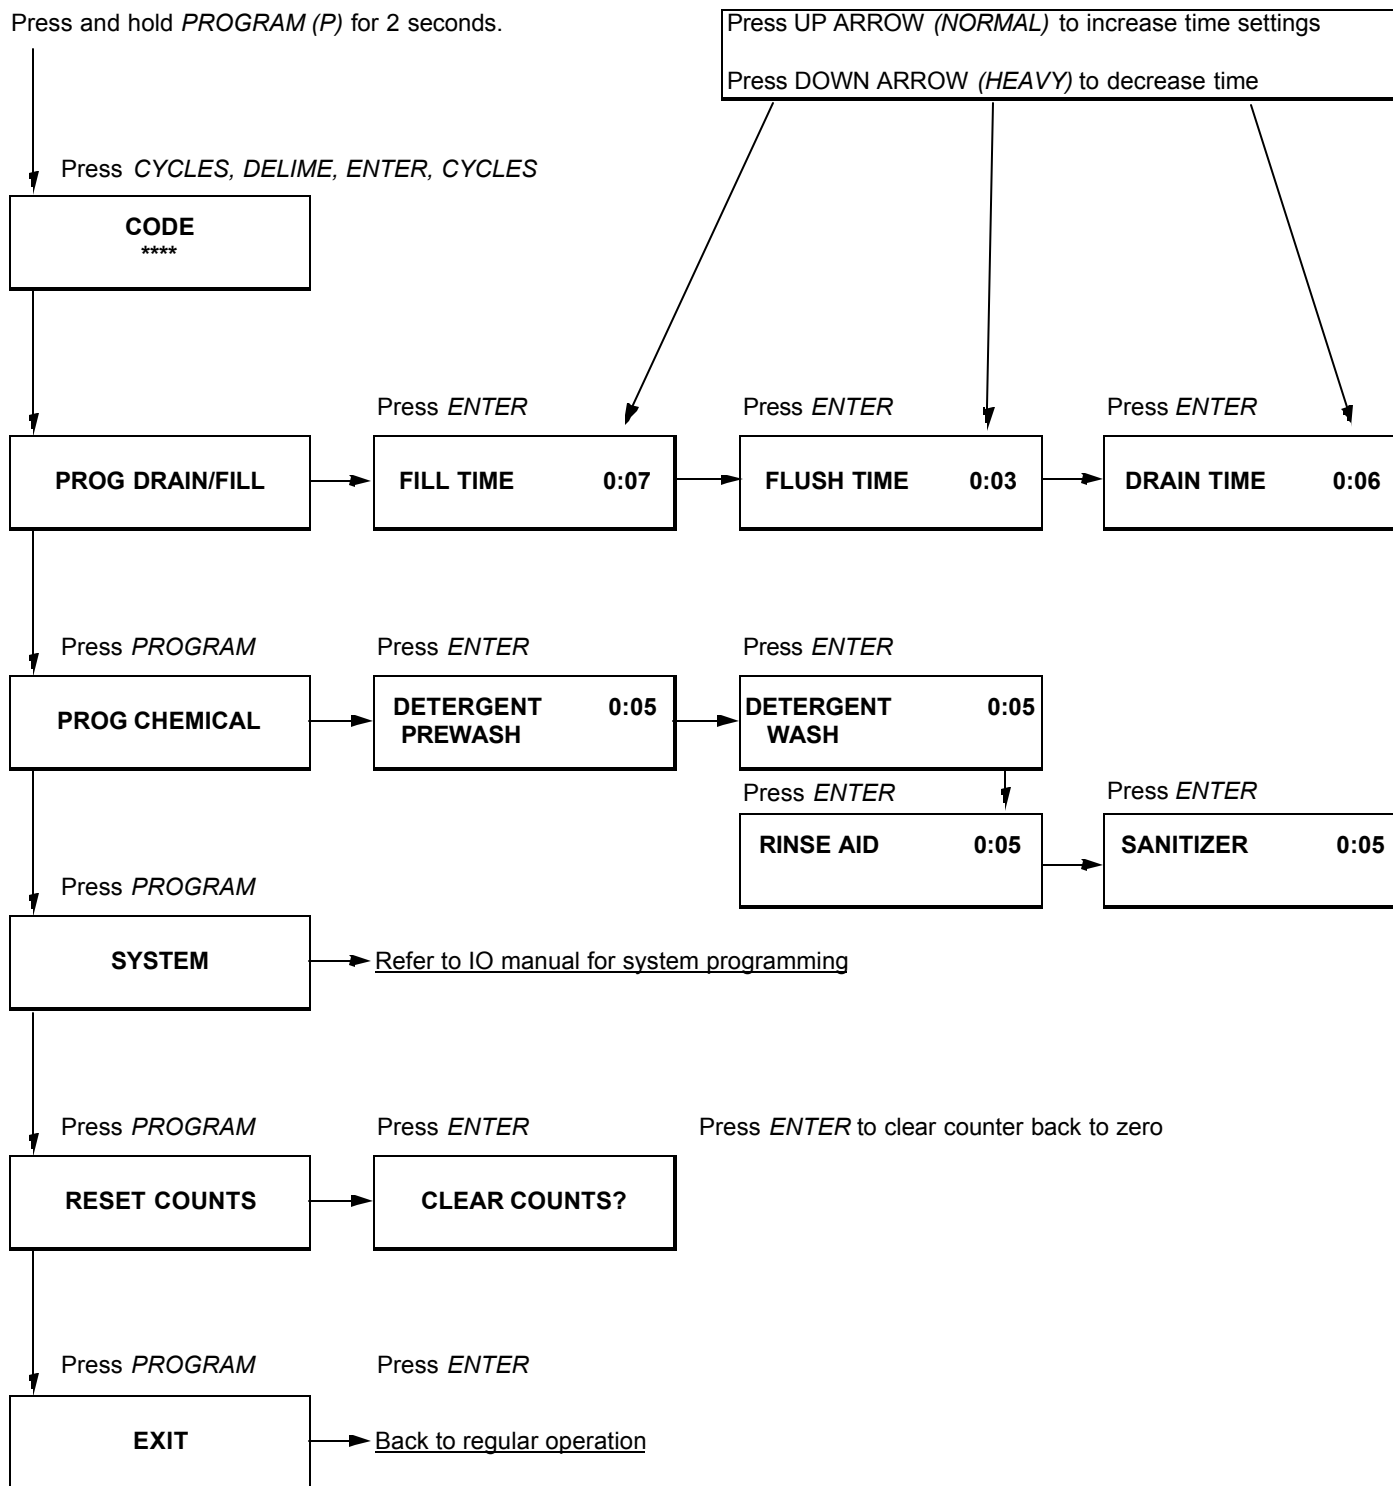 Press and hold PROGRAM (P) for 2 seconds.
Press UP ARROW (NORMAL) to increase time settings
Press DOWN ARROW (HEAVY) to decrease time
Press CYCLES, DELIME, ENTER, CYCLES
CODE
****
Press ENTER
Press ENTER
Press ENTER
PROG DRAIN/FILL
FILL TIME 0:07
FLUSH TIME 0:03
DRAIN TIME 0:06
Press PROGRAM
Press ENTER
Press ENTER
PROG CHEMICAL
DETERGENT 0:05
PREWASH
DETERGENT 0:05
WASH
Press ENTER
Press ENTER
RINSE AID 0:05
SANITIZER 0:05
Press PROGRAM
SYSTEM
Refer to IO manual for system programming
Press PROGRAM
Press ENTER
Press ENTER to clear counter back to zero
RESET COUNTS
CLEAR COUNTS?
Press PROGRAM
Press ENTER
EXIT
Back to regular operation